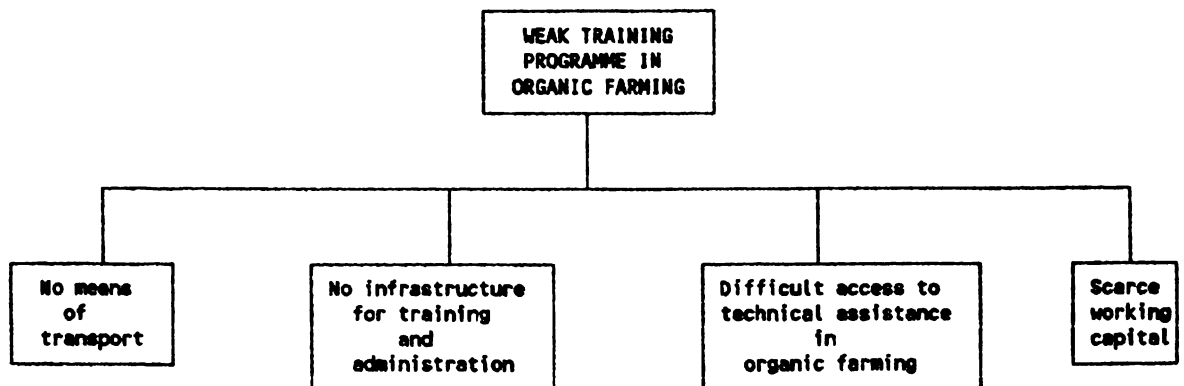 WEAK TRAINING
PROGRAMME IN
ORGANIC FARMING
No means
of
transport
No infrastructure
for training
and
administration
Difficult access to
technical assistance
in
organic farming
Scarce
working
capital